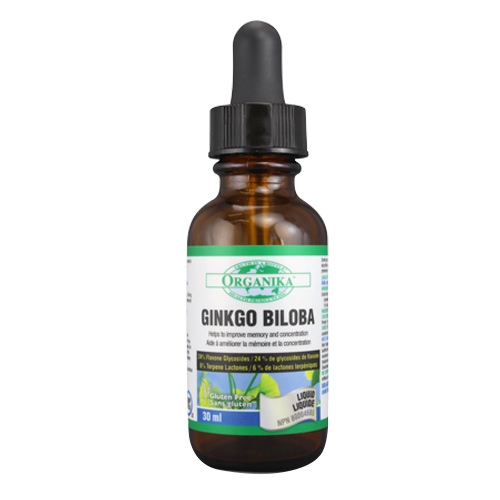 ORGANIKA
GINKGO BILOBA
Helps to improve memory and concentration
Aide à améliorer la mémoire et la concentration
24% Flavone Glycosides / 24 % de glycosides de flavone
6% Terpene Lactones / 6 % de lactones terpéniques
Gluten Free
Sans gluten
30 ml
LIQUID
LIQUIDE
NPN